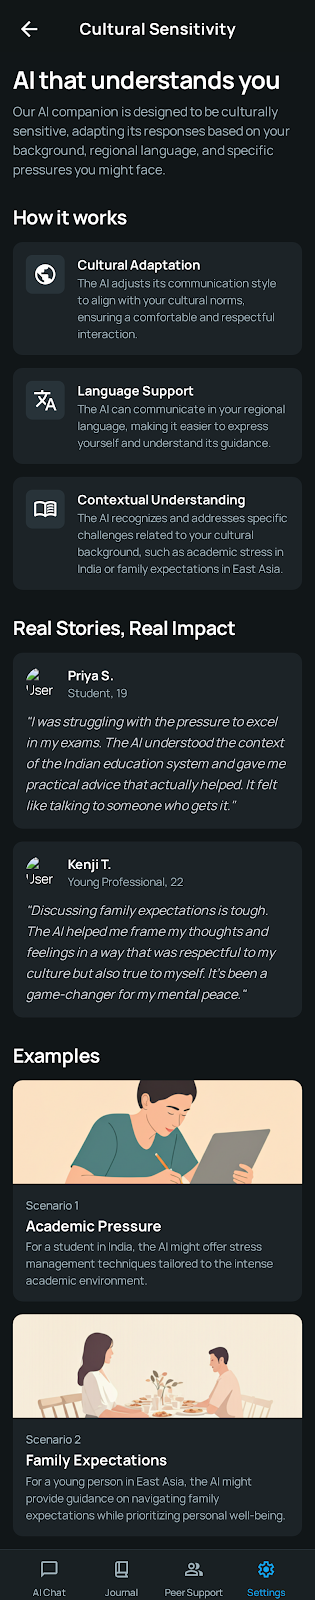 Cultural Sensitivity
AI that understands you
Our AI companion is designed to be culturally
sensitive, adapting its responses based on your
background, regional language, and specific
pressures you might face.
How it works
Cultural Adaptation
The AI adjusts its communication style
to align with your cultural norms,
ensuring a comfortable and respectful
interaction.
Language Support
The AI can communicate in your regional
language, making it easier to express
yourself and understand its guidance.
Contextual Understanding
The AI recognizes and addresses specific
challenges related to your cultural
background, such as academic stress in
India or family expectations in East Asia.
Real Stories, Real Impact
User
Priya S.
Student, 19
"I was struggling with the pressure to excel
in my exams. The AI understood the context
of the Indian education system and gave me
practical advice that actually helped. It felt
like talking to someone who gets it."
User
Kenji T.
Young Professional, 22
"Discussing family expectations is tough.
The AI helped me frame my thoughts and
feelings in a way that was respectful to my
culture but also true to myself. It's been a
game-changer for my mental peace."
Examples
Scenario 1
Academic Pressure
For a student in India, the AI might offer stress
management techniques tailored to the intense
academic environment.
Scenario 2
Family Expectations
For a young person in East Asia, the AI might
provide guidance on navigating family
expectations while prioritizing personal well-being.
AI Chat
Journal
Peer Support
Settings